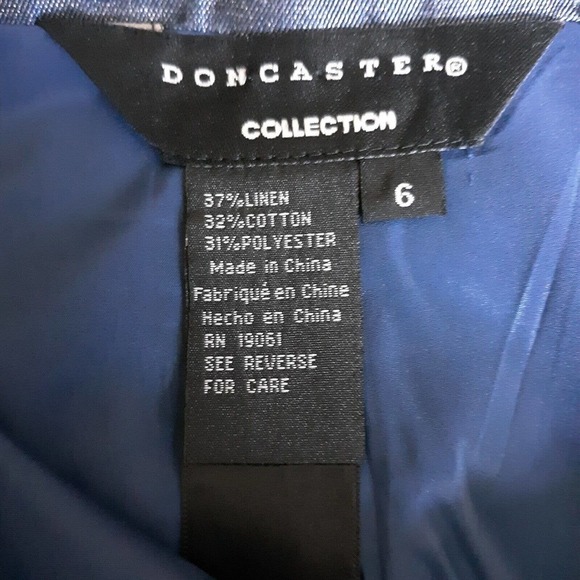 DONCASTER®
COLLECTION
6
37%LINEN
32%COTTON
31%POLYESTER
Made in China
Fabriqué en Chine
Hecho en China
RN 19061
SEE REVERSE
FOR CARE